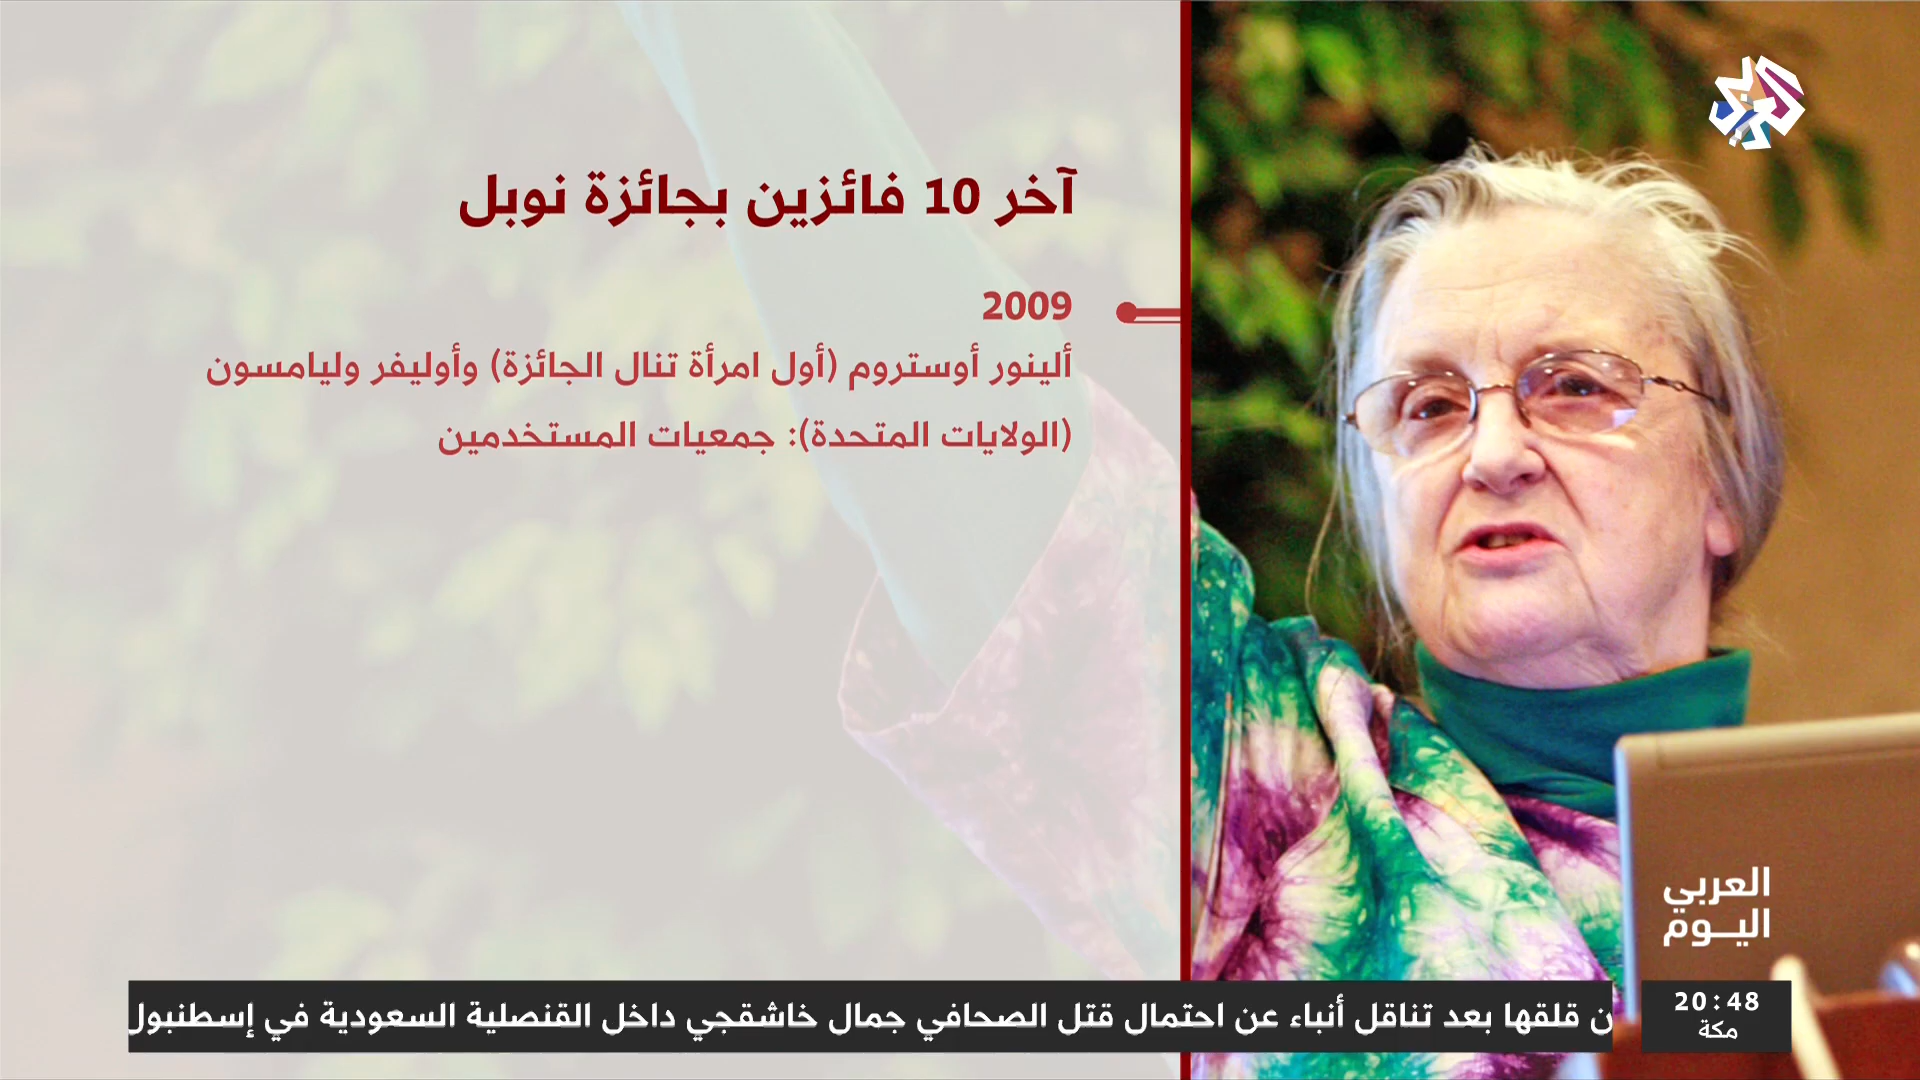 آخر 10 فائزين بجائزة نوبل
2009
ألينور أوستروم (أول امرأة تنال الجائزة) وأوليفر وليامسون
(الولايات المتحدة): جمعيات المستخدمين
العربي
اليوم
ن قلقها بعد تناقل أنباء عن احتمال قتل الصحافي جمال خاشقجي داخل القنصلية السعودية في إسطنبول
20:48
مكة